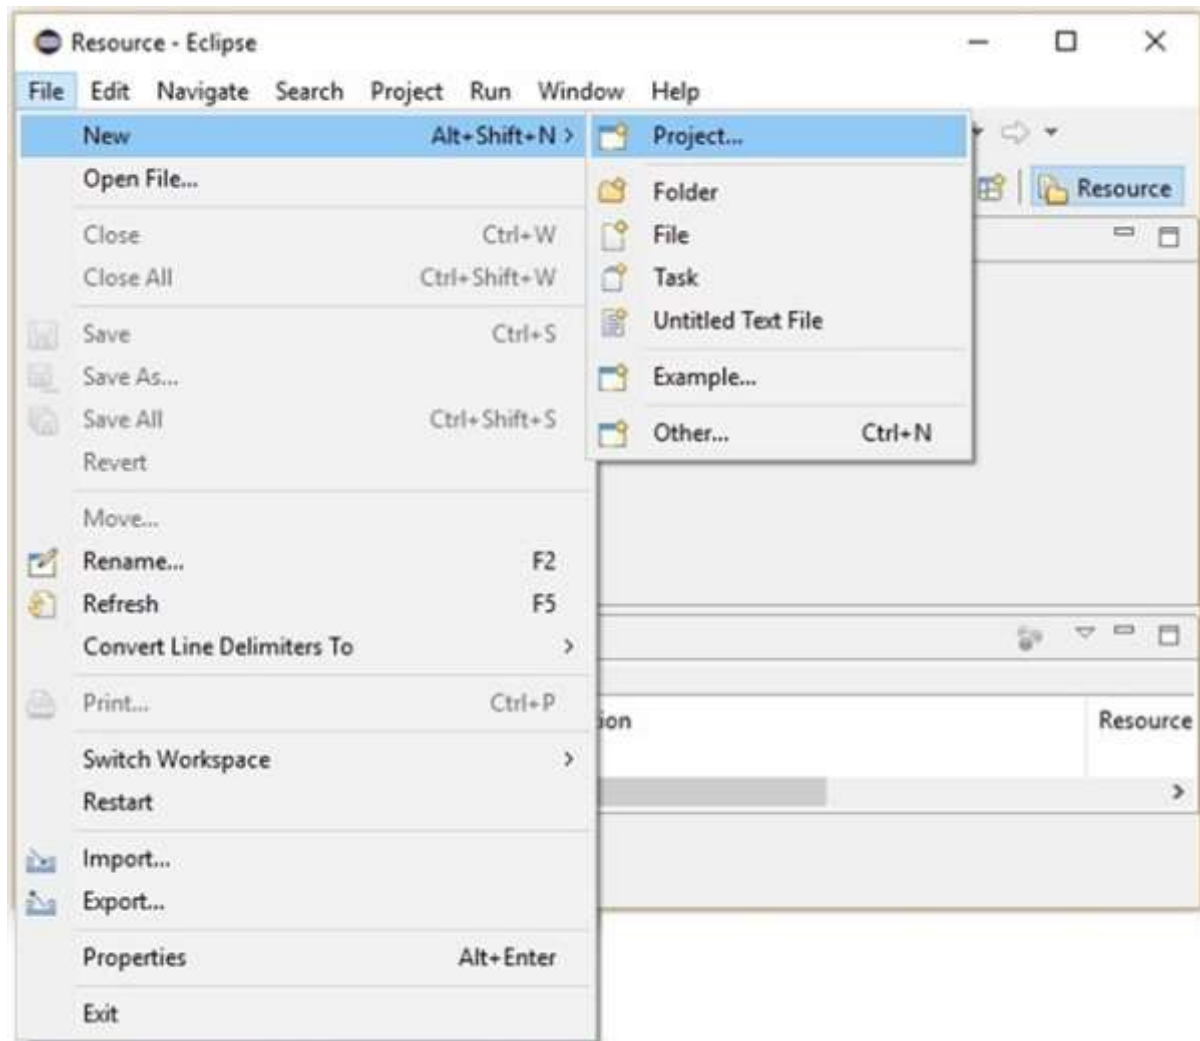 Resource - Eclipse
File Edit Navigate Search Project Run Window Help
New Alt+Shift+N >
Open File...
Close Ctrl+W
Close All Ctrl+Shift+W
Save Ctrl+S
Save As...
Save All Ctrl+Shift+S
Revert
Move...
Rename... F2
Refresh F5
Convert Line Delimiters To >
Print... Ctrl+P
Switch Workspace >
Restart
Import...
Export...
Properties Alt+Enter
Exit
Project...
Folder
File
Task
Untitled Text File
Example...
Other... Ctrl+N
Resource
ion Resource